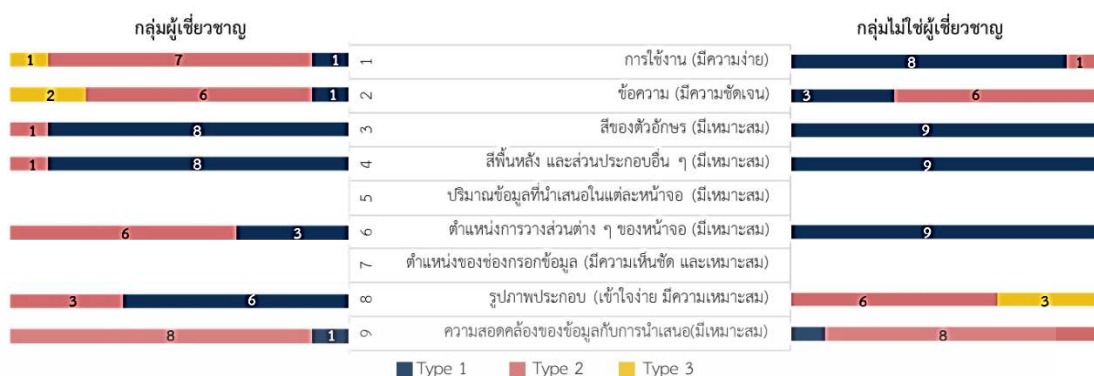 กลุ่มผู้เชี่ยวชาญ
กลุ่มไม่ใช่ผู้เชี่ยวชาญ
1 7 1 1 การใช้งาน (มีความง่าย) 8 1
2 6 1 2 ข้อความ (มีความชัดเจน) 3 6
1 8 3 สีของตัวอักษร (มีเหมาะสม) 9
1 8 4 สีพื้นหลัง และส่วนประกอบอื่น ๆ (มีเหมาะสม) 9
5 ปริมาณข้อมูลที่นำเสนอในแต่ละหน้าจอ (มีเหมาะสม)
6 3 6 ตำแหน่งการวางส่วนต่าง ๆ ของหน้าจอ (มีเหมาะสม) 9
7 ตำแหน่งของช่องกรอกข้อมูล (มีความเห็นชัด และเหมาะสม)
3 6 8 รูปภาพประกอบ (เข้าใจง่าย มีความเหมาะสม) 6 3
8 1 9 ความสอดคล้องของข้อมูลกับการนำเสนอ(มีเหมาะสม) 8
Type 1 Type 2 Type 3